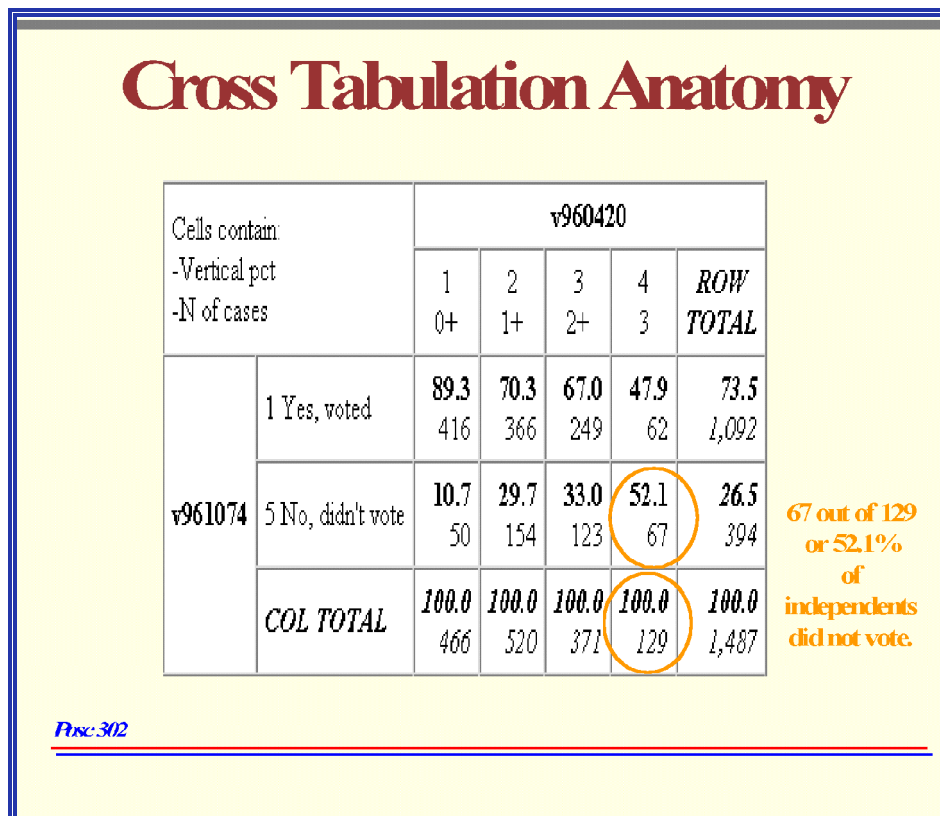 Cross Tabulation Anatomy
Cells contain:
-Vertical pct
-N of cases
v960420
1 2 3 4 ROW
0+ 1+ 2+ 3 TOTAL
v961074
1 Yes, voted
89.3 70.3 67.0 47.9 73.5
416 366 249 62 1,092
5 No, didn't vote
10.7 29.7 33.0 52.1 26.5
50 154 123 67 394
COL TOTAL
100.0 100.0 100.0 100.0 100.0
466 520 371 129 1,487
67 out of 129
or 52.1%
of
independents
did not vote.
Posc 302